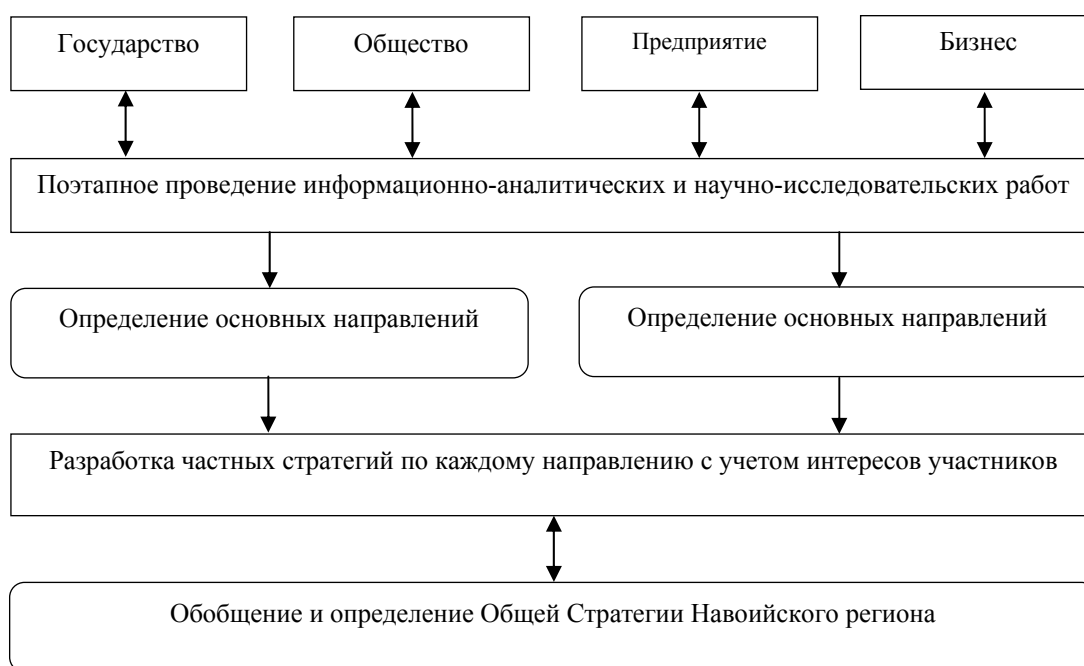 Государство
Общество
Предприятие
Бизнес
Поэтапное проведение информационно-аналитических и научно-исследовательских работ
Определение основных направлений
Определение основных направлений
Разработка частных стратегий по каждому направлению с учетом интересов участников
Обобщение и определение Общей Стратегии Навоийского региона